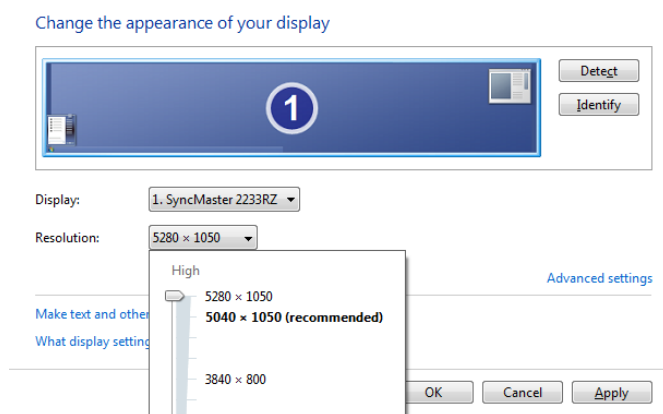 Change the appearance of your display
Detect
1
Identify
Display:
1. SyncMaster 2233RZ
Resolution:
5280 × 1050
High
Advanced settings
5280 × 1050
Make text and other
5040 × 1050 (recommended)
What display setting
3840 × 800
OK
Cancel
Apply